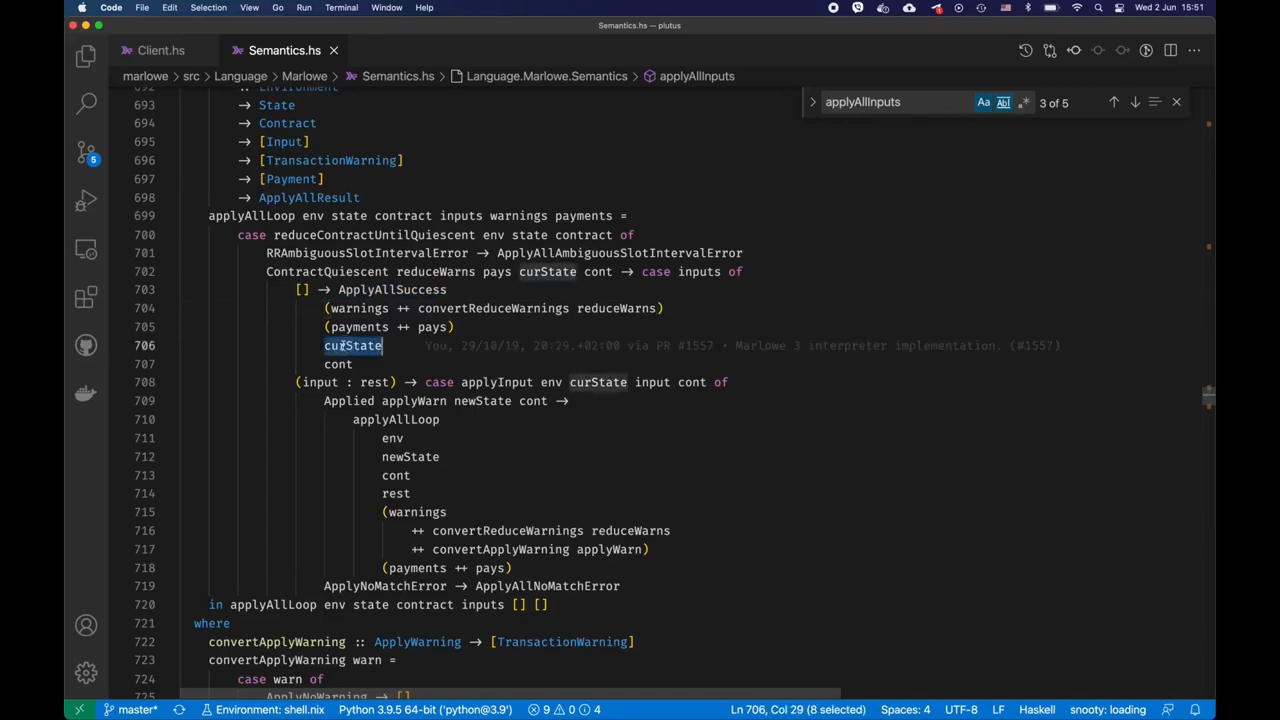 Code File Edit Selection View Go Run Terminal Window Help Wed 2 Jun 15:51
Semantics.hs — plutus
Client.hs Semantics.hs
marlowe > src > Language > Marlowe > Semantics.hs > Language.Marlowe.Semantics > applyAllInputs
applyAllInputs Aa Abl .* 3 of 5
692 :: Environment
693 → State
694 → Contract
695 → [Input]
696 → [TransactionWarning]
697 → [Payment]
698 → ApplyAllResult
699 applyAllLoop env state contract inputs warnings payments =
700 case reduceContractUntilQuiescent env state contract of
701 RRAmbiguousSlotIntervalError → ApplyAllAmbiguousSlotIntervalError
702 ContractQuiescent reduceWarns pays curState cont → case inputs of
703 [] → ApplyAllSuccess
704 (warnings ++ convertReduceWarnings reduceWarns)
705 (payments ++ pays)
706 curState You, 29/10/19, 20:29.+02:00 via PR #1557 • Marlowe 3 interpreter implementation. (#1557)
707 cont
708 (input : rest) → case applyInput env curState input cont of
709 Applied applyWarn newState cont →
710 applyAllLoop
711 env
712 newState
713 cont
714 rest
715 (warnings
716 ++ convertReduceWarnings reduceWarns
717 ++ convertApplyWarning applyWarn)
718 (payments ++ pays)
719 ApplyNoMatchError → ApplyAllNoMatchError
720 in applyAllLoop env state contract inputs [] []
721 where
722 convertApplyWarning :: ApplyWarning → [TransactionWarning]
723 convertApplyWarning warn =
724 case warn of
725 ApplyNoWarning → []
5
master* Environment: shell.nix Python 3.9.5 64-bit ('python@3.9') 9 0 4 Ln 706, Col 29 (8 selected) Spaces: 4 UTF-8 LF Haskell snooty: loading